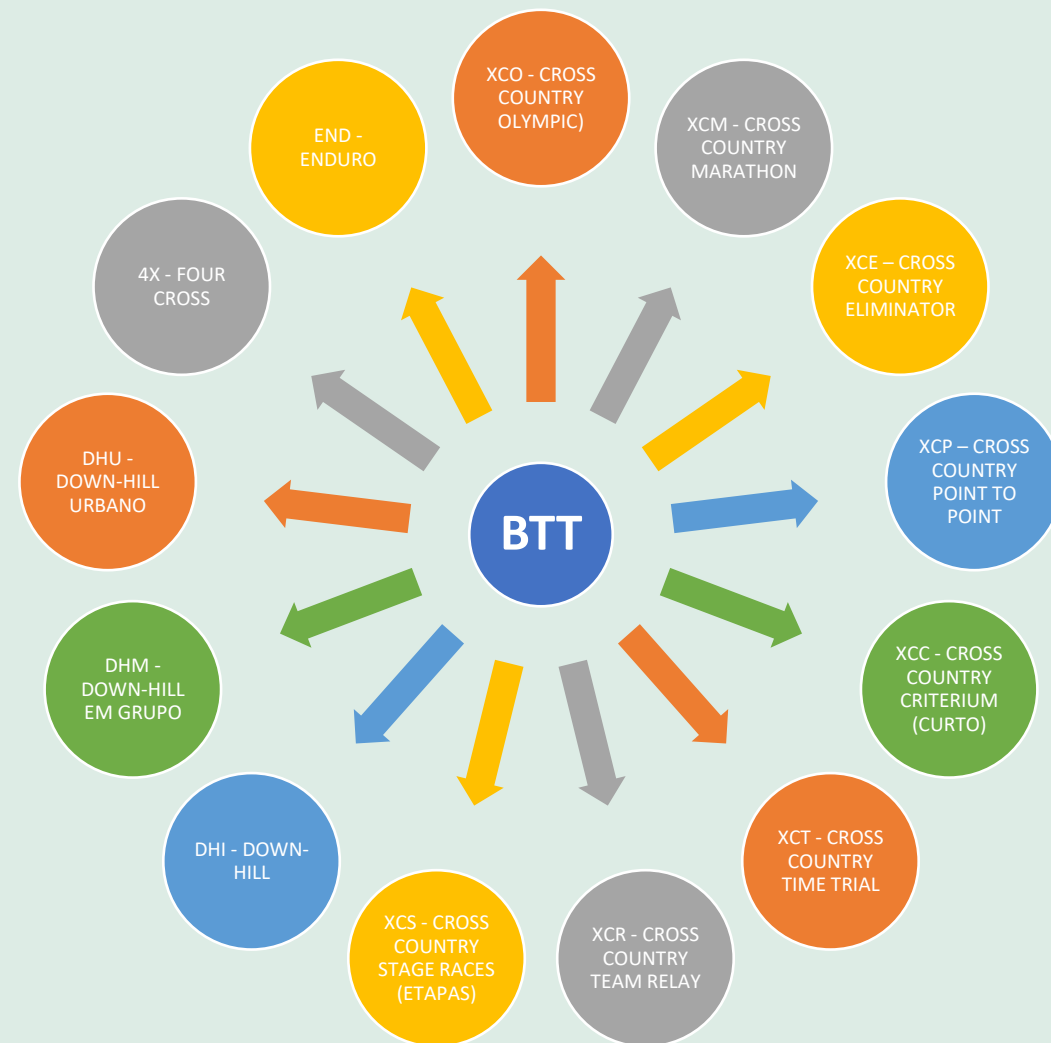 XCO - CROSS
COUNTRY
OLYMPIC)
XCM - CROSS
COUNTRY
MARATHON
XCE – CROSS
COUNTRY
ELIMINATOR
XCP – CROSS
COUNTRY
POINT TO
POINT
XCC - CROSS
COUNTRY
CRITERIUM
(CURTO)
XCT - CROSS
COUNTRY
TIME TRIAL
XCR - CROSS
COUNTRY
TEAM RELAY
XCS - CROSS
COUNTRY
STAGE RACES
(ETAPAS)
DHI - DOWN-
HILL
DHM -
DOWN-HILL
EM GRUPO
DHU -
DOWN-HILL
URBANO
4X - FOUR
CROSS
END -
ENDURO
BTT